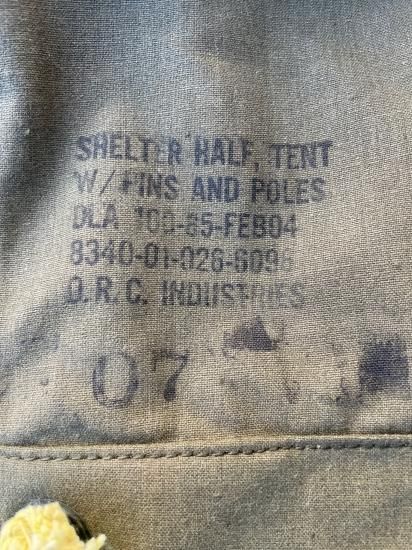 SHELTER HALF, TENT
W/PINS AND POLES
DLA 100-85-FEB04
8340-01-026-6096
D.R.C. INDUSTRIES
07